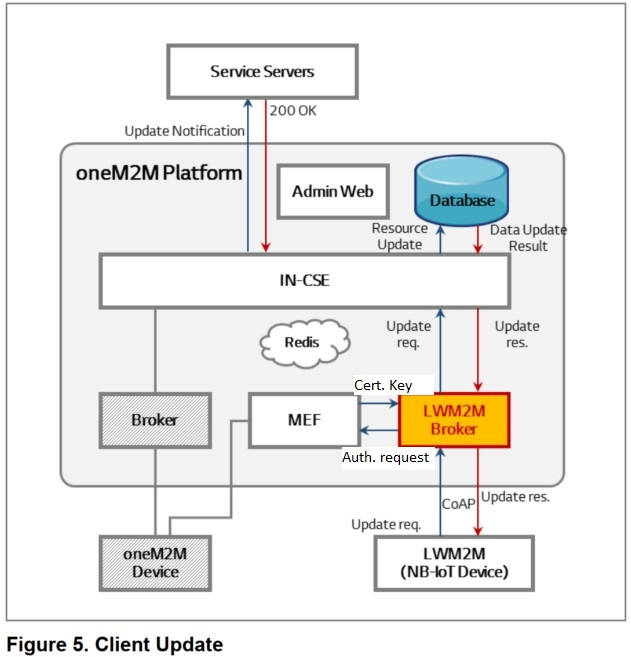 Service Servers
200 OK
Update Notification
oneM2M Platform
Admin Web
Database
Resource
Update
Data Update
Result
IN-CSE
Redis
Update
req.
Update
res.
Cert. Key
Broker
MEF
LWM2M
Broker
Auth. request
CoAP
Update res.
Update req.
oneM2M
Device
LWM2M
(NB-IoT Device)
Figure 5. Client Update